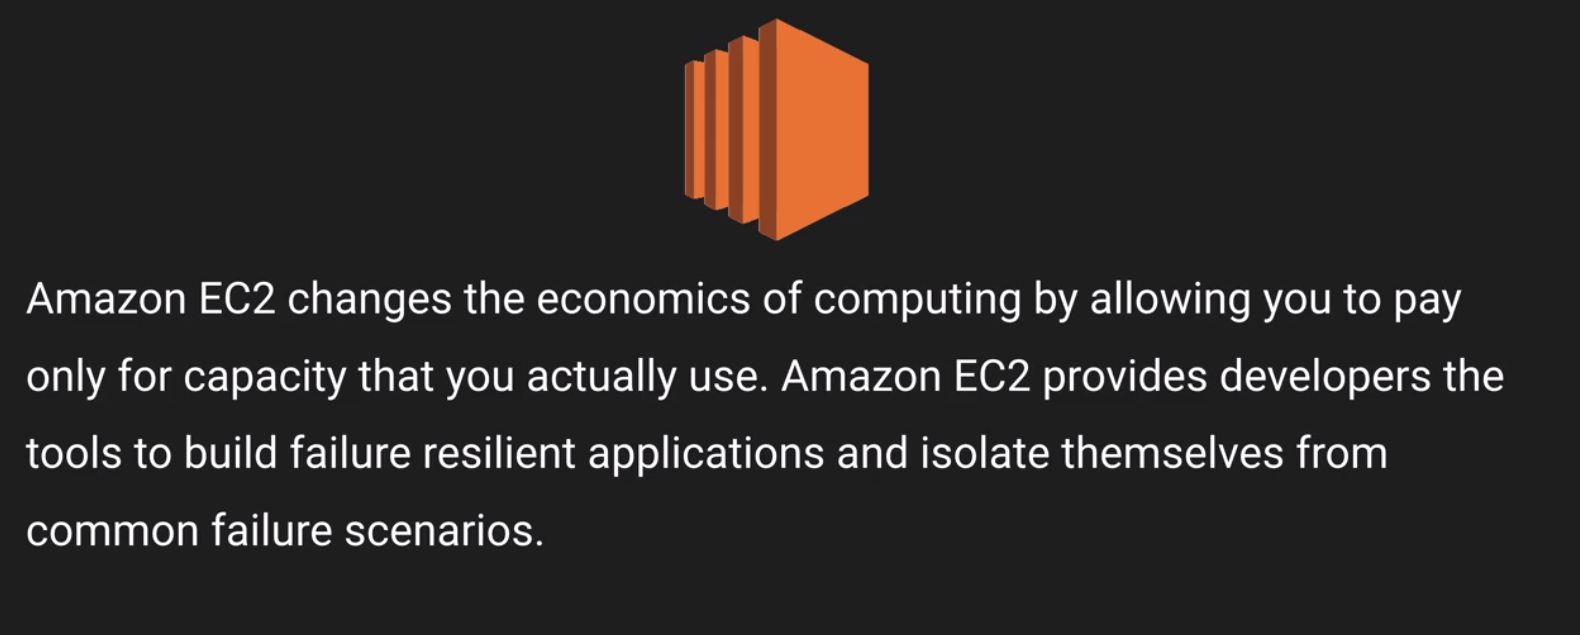 Amazon EC2 changes the economics of computing by allowing you to pay
only for capacity that you actually use. Amazon EC2 provides developers the
tools to build failure resilient applications and isolate themselves from
common failure scenarios.